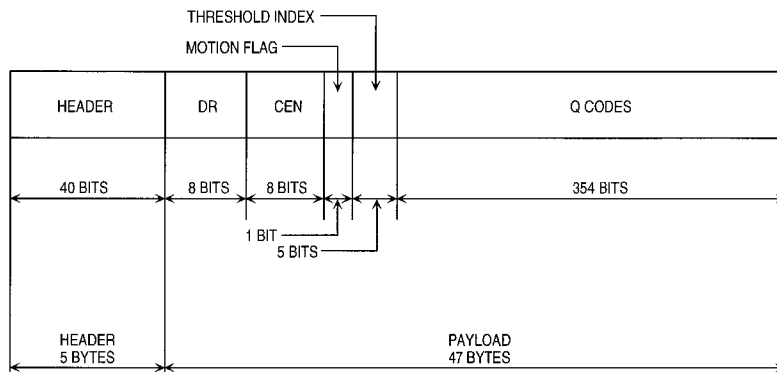 THRESHOLD INDEX
MOTION FLAG
HEADER DR CEN Q CODES
40 BITS 8 BITS 8 BITS 354 BITS
1 BIT
5 BITS
HEADER PAYLOAD
5 BYTES 47 BYTES